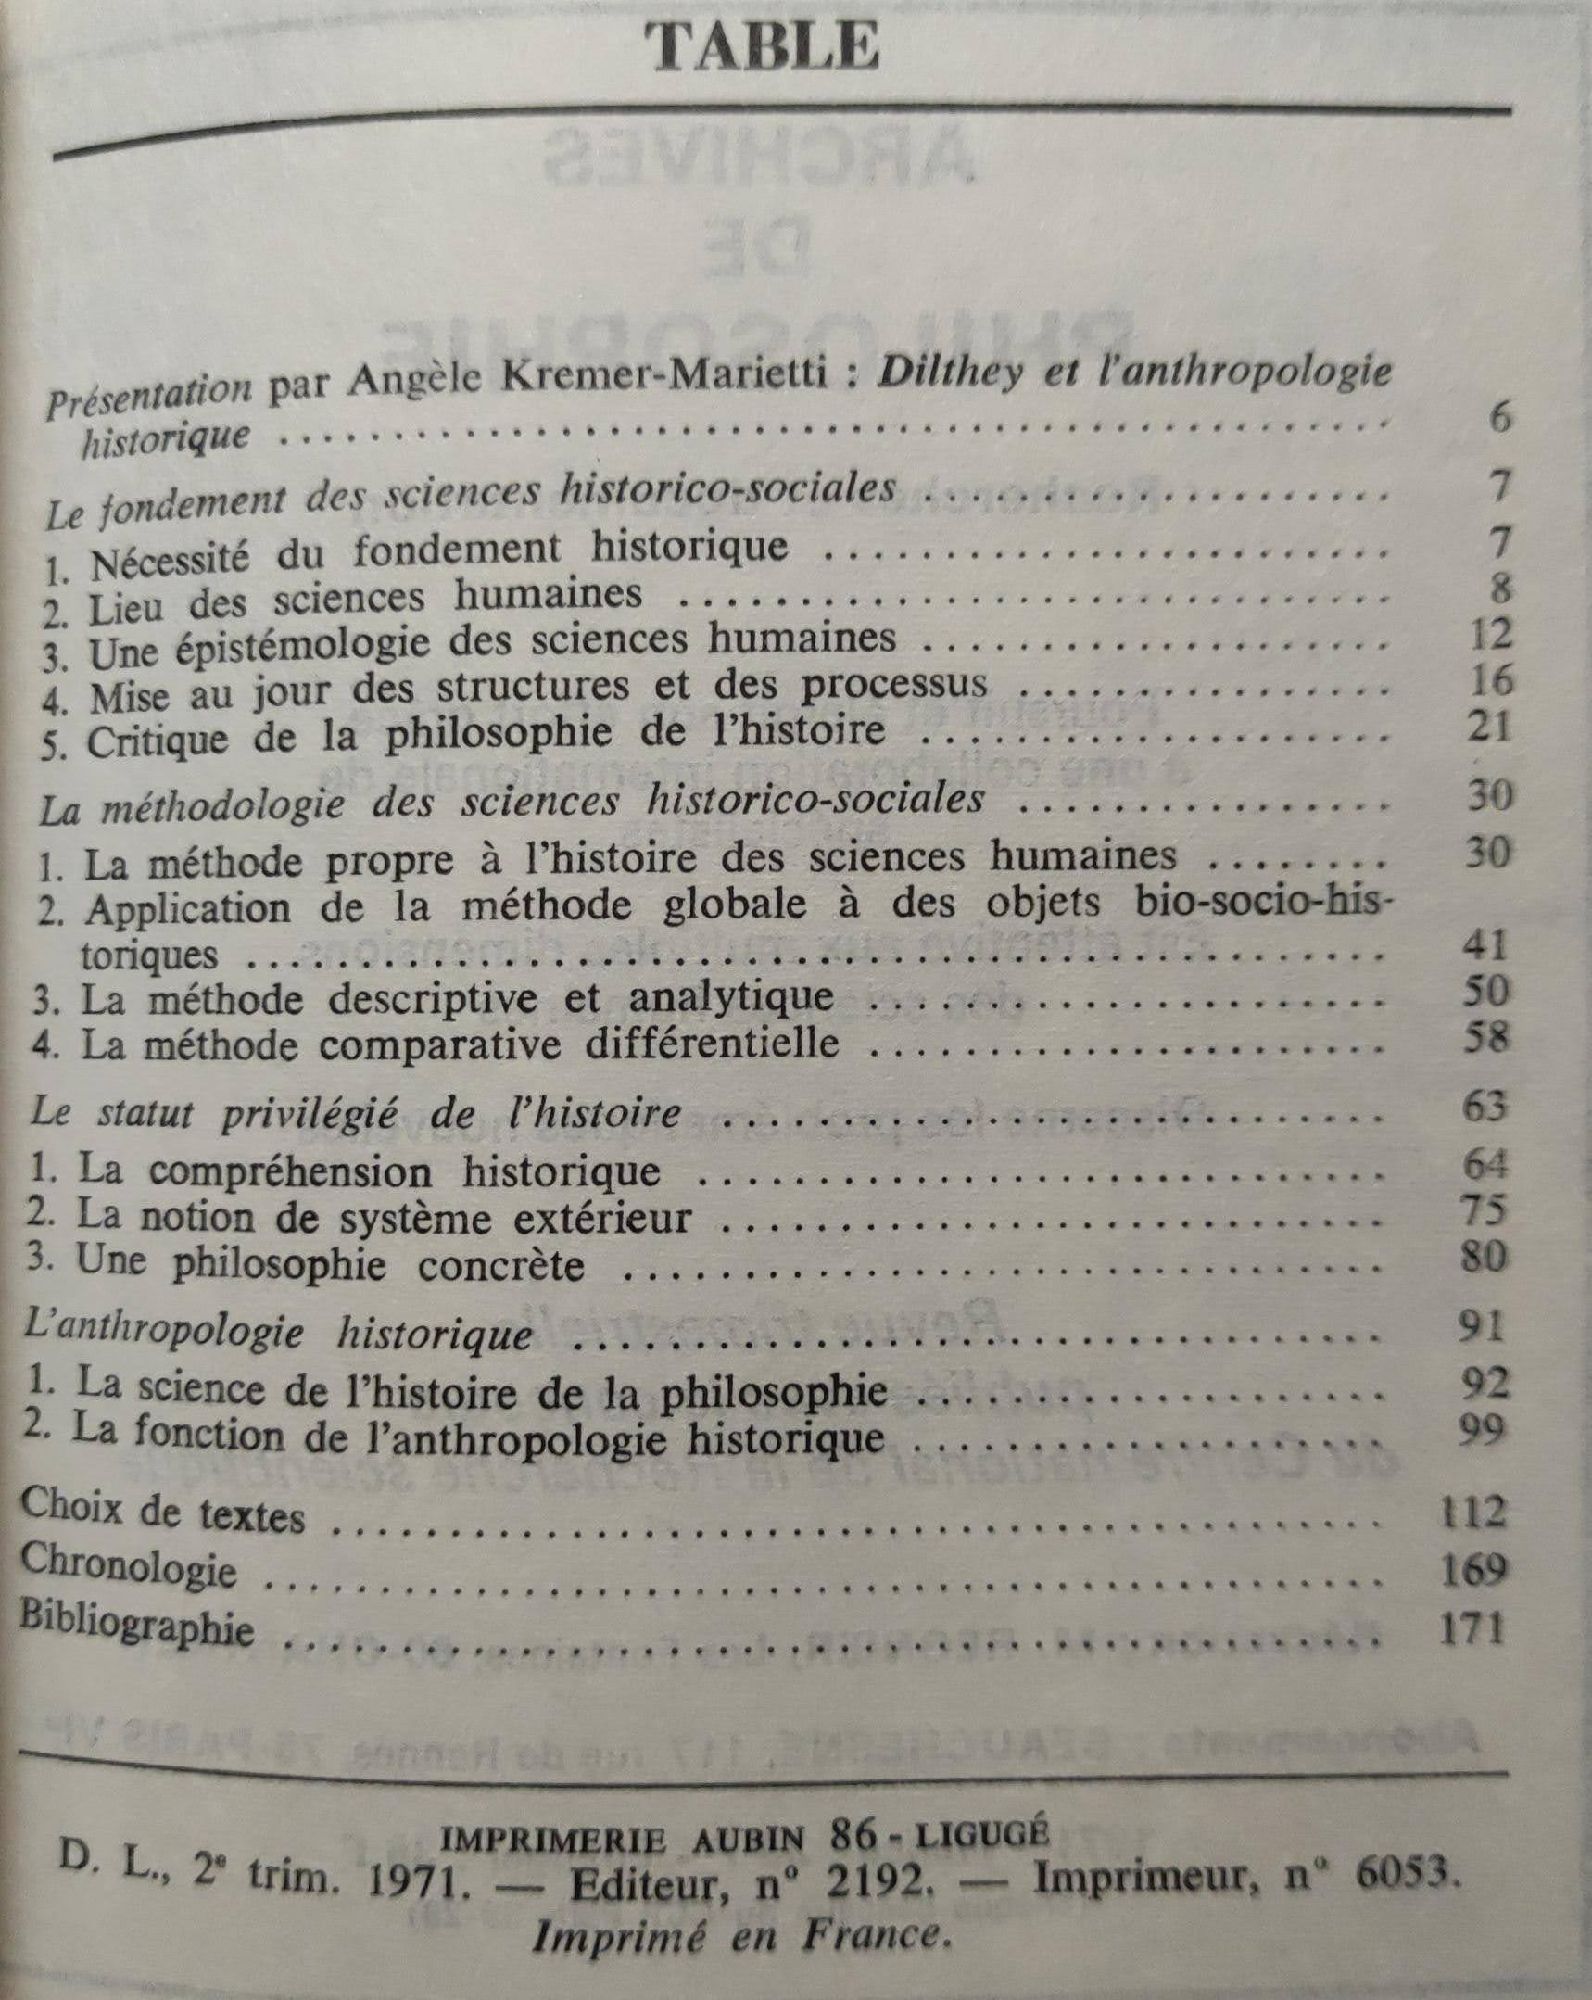 TABLE
Présentation par Angèle Kremer-Marietti : Dilthey et l'anthropologie
historique .......... 6
Le fondement des sciences historico-sociales .......... 7
1. Nécessité du fondement historique .......... 7
2. Lieu des sciences humaines .......... 8
3. Une épistémologie des sciences humaines .......... 12
4. Mise au jour des structures et des processus .......... 16
5. Critique de la philosophie de l'histoire .......... 21
La méthodologie des sciences historico-sociales .......... 30
1. La méthode propre à l'histoire des sciences humaines .......... 30
2. Application de la méthode globale à des objets bio-socio-his-
toriques .......... 41
3. La méthode descriptive et analytique .......... 50
4. La méthode comparative différentielle .......... 58
Le statut privilégié de l'histoire .......... 63
1. La compréhension historique .......... 64
2. La notion de système extérieur .......... 75
3. Une philosophie concrète .......... 80
L'anthropologie historique .......... 91
1. La science de l'histoire de la philosophie .......... 92
2. La fonction de l'anthropologie historique .......... 99
Choix de textes .......... 112
Chronologie .......... 169
Bibliographie .......... 171
IMPRIMERIE AUBIN 86 - LIGUGÉ
D. L., 2e trim. 1971. — Editeur, n° 2192. — Imprimeur, n° 6053.
Imprimé en France.